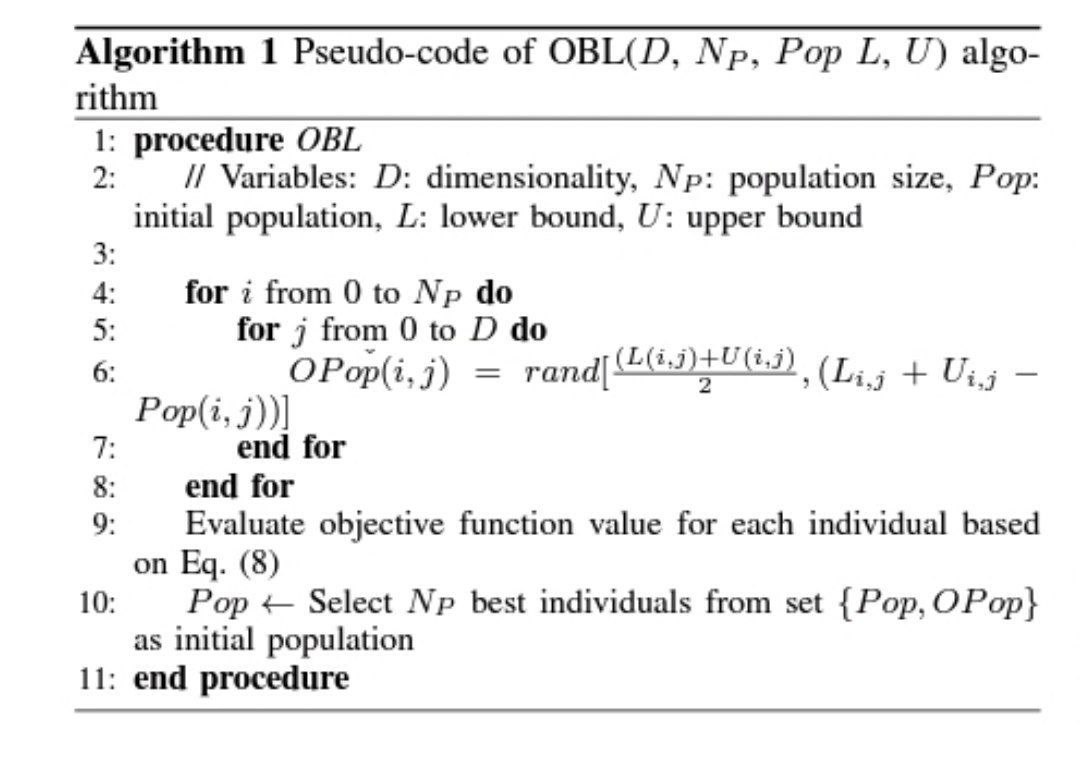 Algorithm 1 Pseudo-code of OBL(D, N_P, Pop L, U) algo-
rithm
1: procedure OBL
2: // Variables: D: dimensionality, N_P: population size, Pop:
initial population, L: lower bound, U: upper bound
3:
4: for i from 0 to N_P do
5: for j from 0 to D do
6: OPop̌(i, j) = rand[\frac{(L(i,j)+U(i,j)}{2}, (L_{i,j} + U_{i,j} −
Pop(i, j))]
7: end for
8: end for
9: Evaluate objective function value for each individual based
on Eq. (8)
10: Pop ← Select N_P best individuals from set {Pop, OPop}
as initial population
11: end procedure